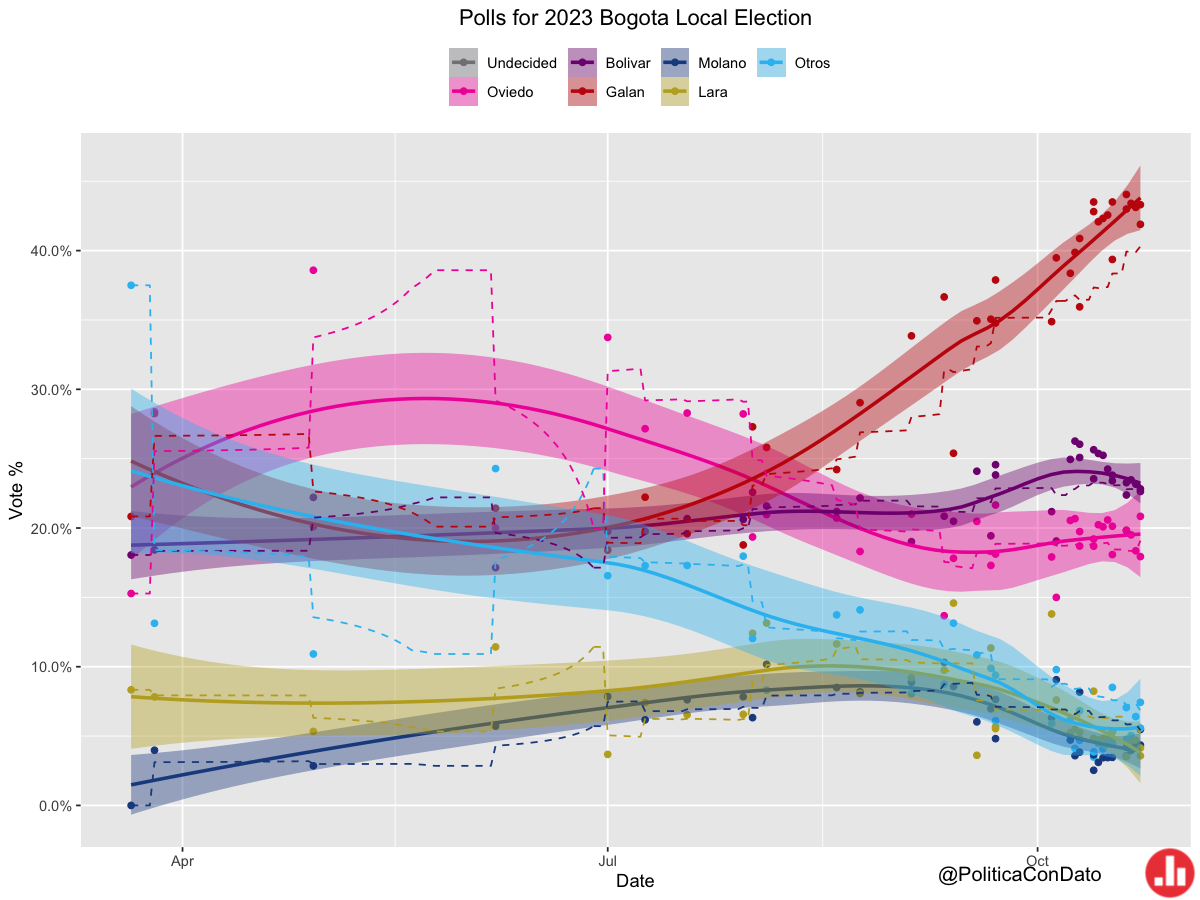 Polls for 2023 Bogota Local Election
Undecided Bolivar Molano Otros
Oviedo Galan Lara
40.0%
30.0%
20.0%
10.0%
0.0%
Vote %
Apr Jul Oct
Date
@PoliticaConDato